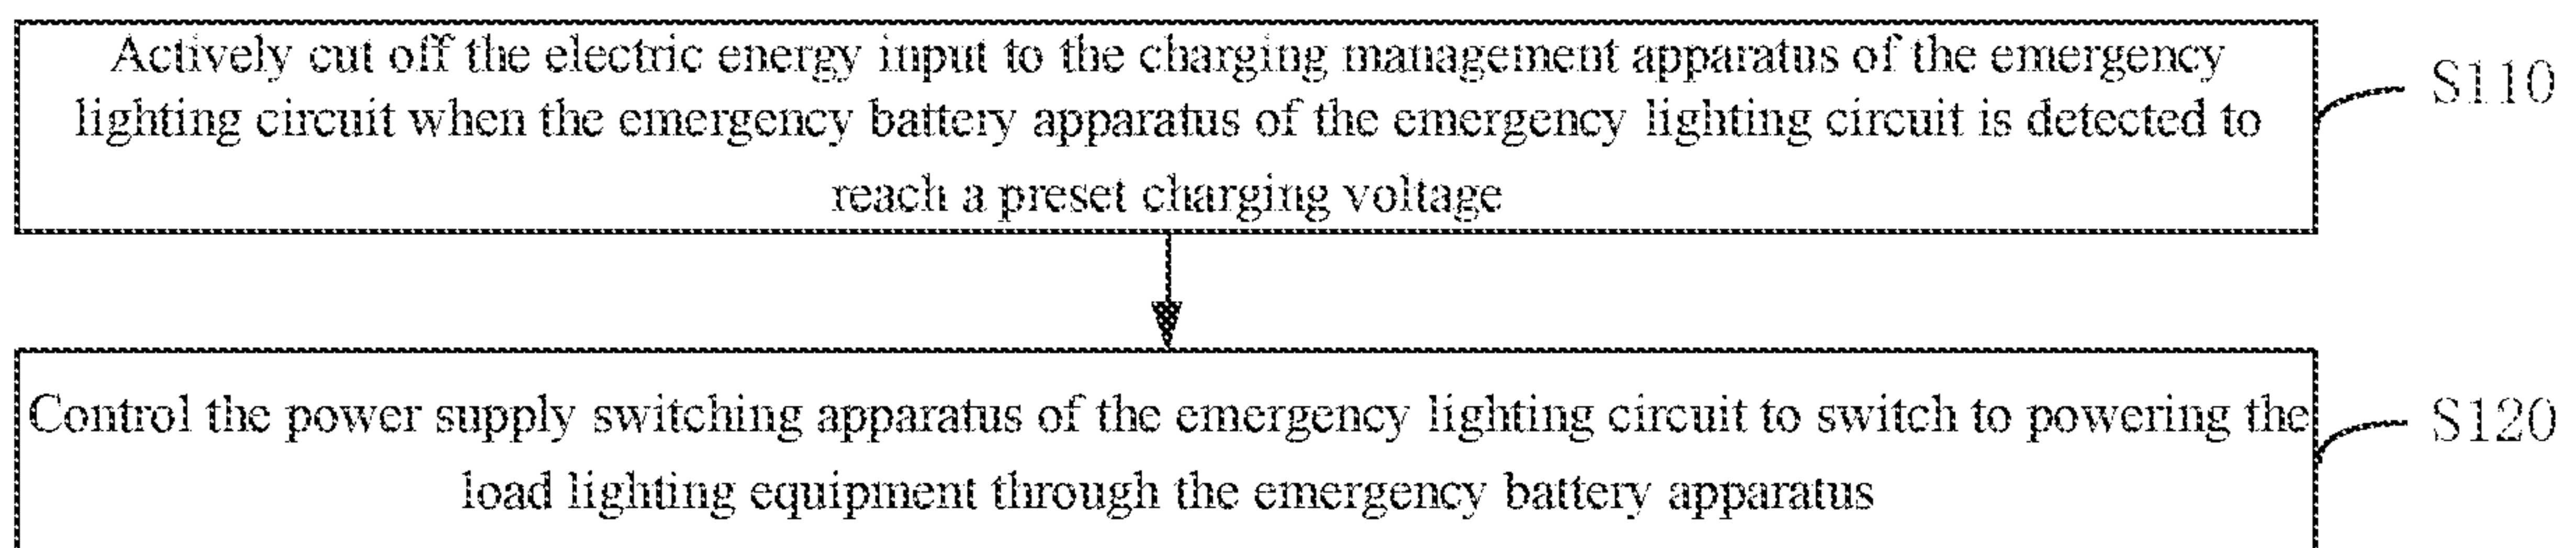 Actively cut off the electric energy input to the charging management apparatus of the emergency
lighting circuit when the emergency battery apparatus of the emergency lighting circuit is detected to
reach a preset charging voltage
S110
Control the power supply switching apparatus of the emergency lighting circuit to switch to powering the
load lighting equipment through the emergency battery apparatus
S120